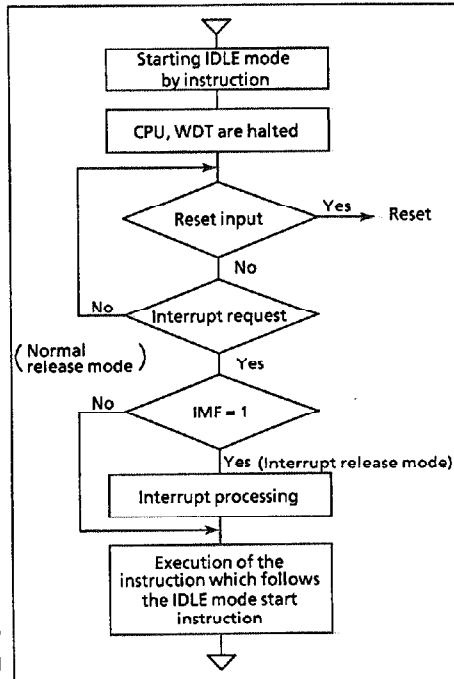 Starting IDLE mode
by instruction
CPU, WDT are halted
Reset input
Yes
Reset
No
Interrupt request
No
(Normal
release mode)
Yes
IMF = 1
No
Yes (Interrupt release mode)
Interrupt processing
Execution of the
instruction which follows
the IDLE mode start
instruction